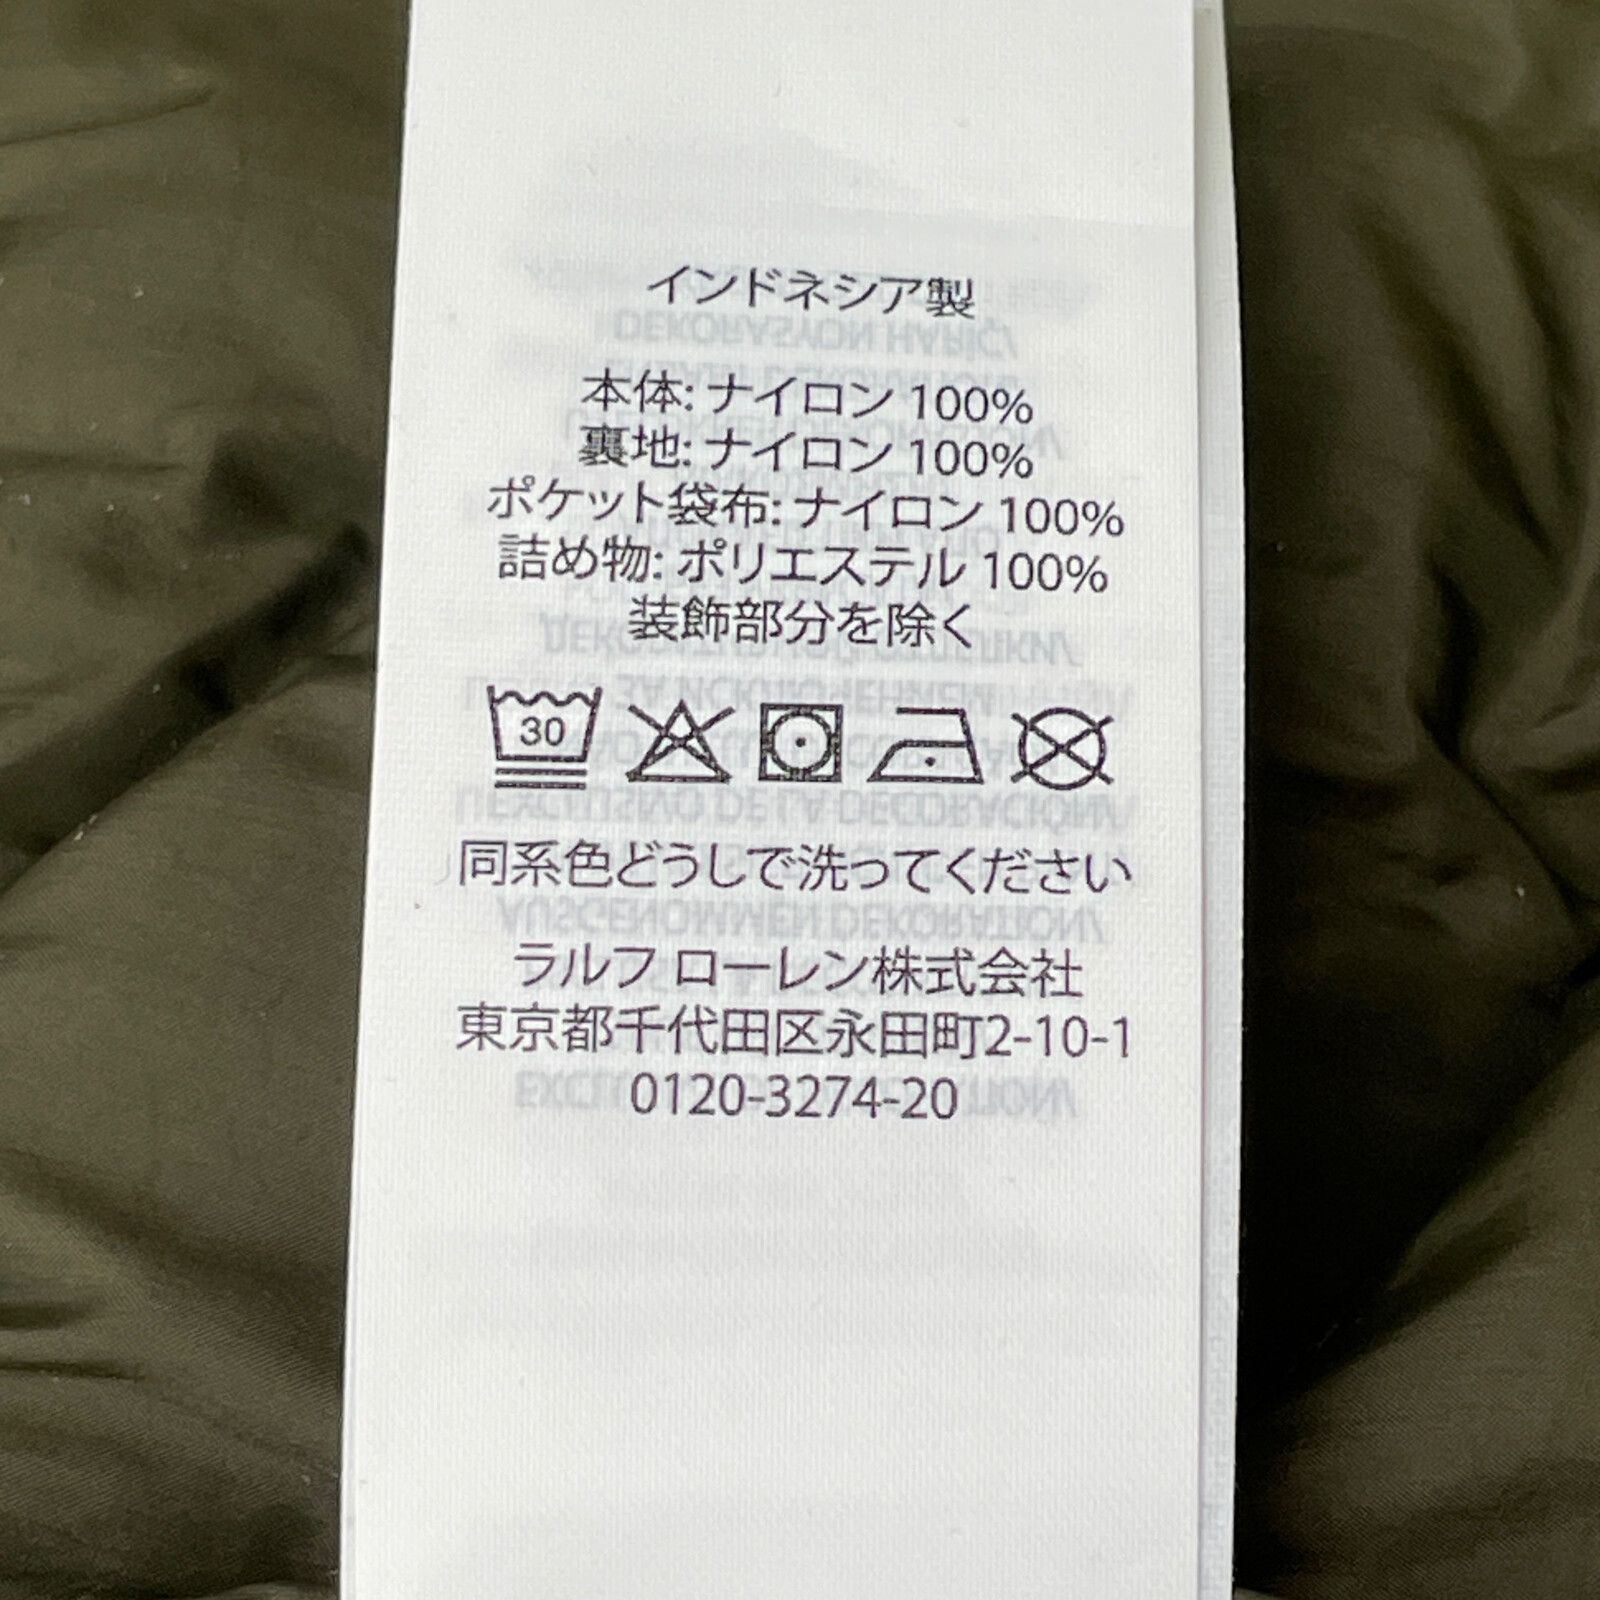 インドネシア製
本体: ナイロン 100%
裏地: ナイロン 100%
ポケット袋布: ナイロン 100%
詰め物: ポリエステル 100%
装飾部分を除く
30
同系色どうしで洗ってください
ラルフ ローレン株式会社
東京都千代田区永田町2-10-1
0120-3274-20